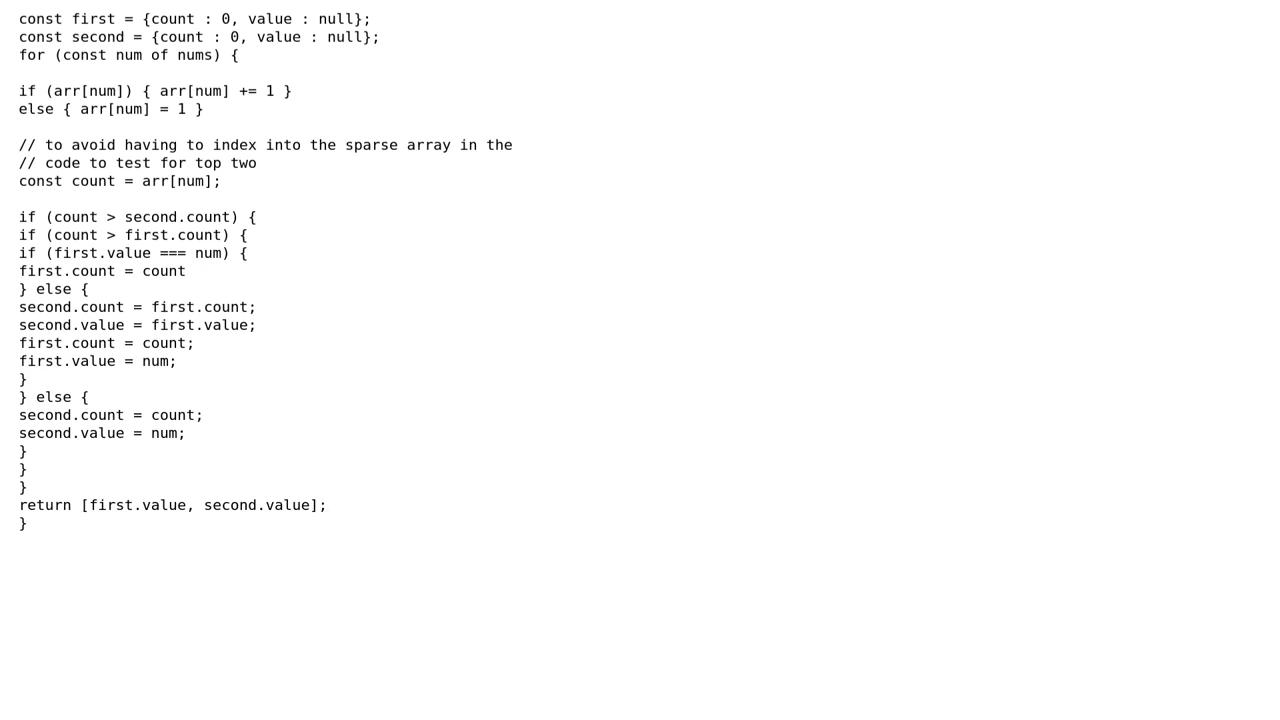 const first = {count : 0, value : null};
const second = {count : 0, value : null};
for (const num of nums) {
if (arr[num]) { arr[num] += 1 }
else { arr[num] = 1 }
// to avoid having to index into the sparse array in the
// code to test for top two
const count = arr[num];
if (count > second.count) {
if (count > first.count) {
if (first.value === num) {
first.count = count
} else {
second.count = first.count;
second.value = first.value;
first.count = count;
first.value = num;
}
} else {
second.count = count;
second.value = num;
}
}
}
return [first.value, second.value];
}